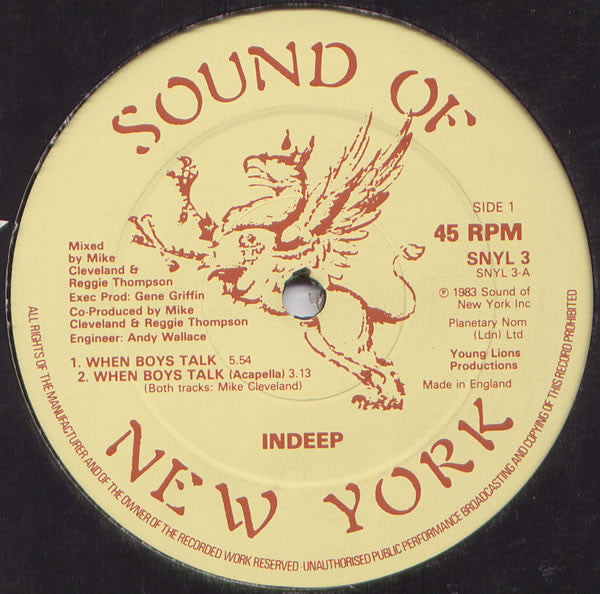 SOUND OF
SIDE 1
45 RPM
SNYL 3
SNYL 3-A
℗ 1983 Sound of
New York Inc
Planetary Nom
(Ldn) Ltd
Young Lions
Productions
Made in England
Mixed
by Mike
Cleveland &
Reggie Thompson
Exec Prod: Gene Griffin
Co-Produced by Mike
Cleveland & Reggie Thompson
Engineer: Andy Wallace
1. WHEN BOYS TALK 5.54
2. WHEN BOYS TALK (Acapella) 3.13
(Both tracks: Mike Cleveland)
INDEEP
NEW YORK
ALL RIGHTS OF THE MANUFACTURER AND OF THE OWNER OF THE RECORDED WORK RESERVED · UNAUTHORISED PUBLIC PERFORMANCE BROADCASTING AND COPYING OF THIS RECORD PROHIBITED